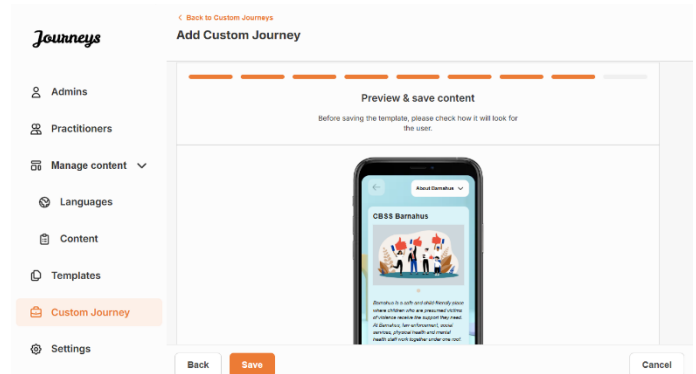 < Back to Custom Journeys
Journeys
Add Custom Journey
Admins
Practitioners
Manage content
Languages
Content
Templates
Custom Journey
Settings
Preview & save content
Before saving the template, please check how it will look for
the user.
About Barnahus
CBSS Barnahus
Barnahus is a safe and child-friendly place
where children who are presumed victims
of violence receive the support they need.
At Barnahus, law enforcement, social
services, physical health and mental
health staff work together under one roof.
Back
Save
Cancel